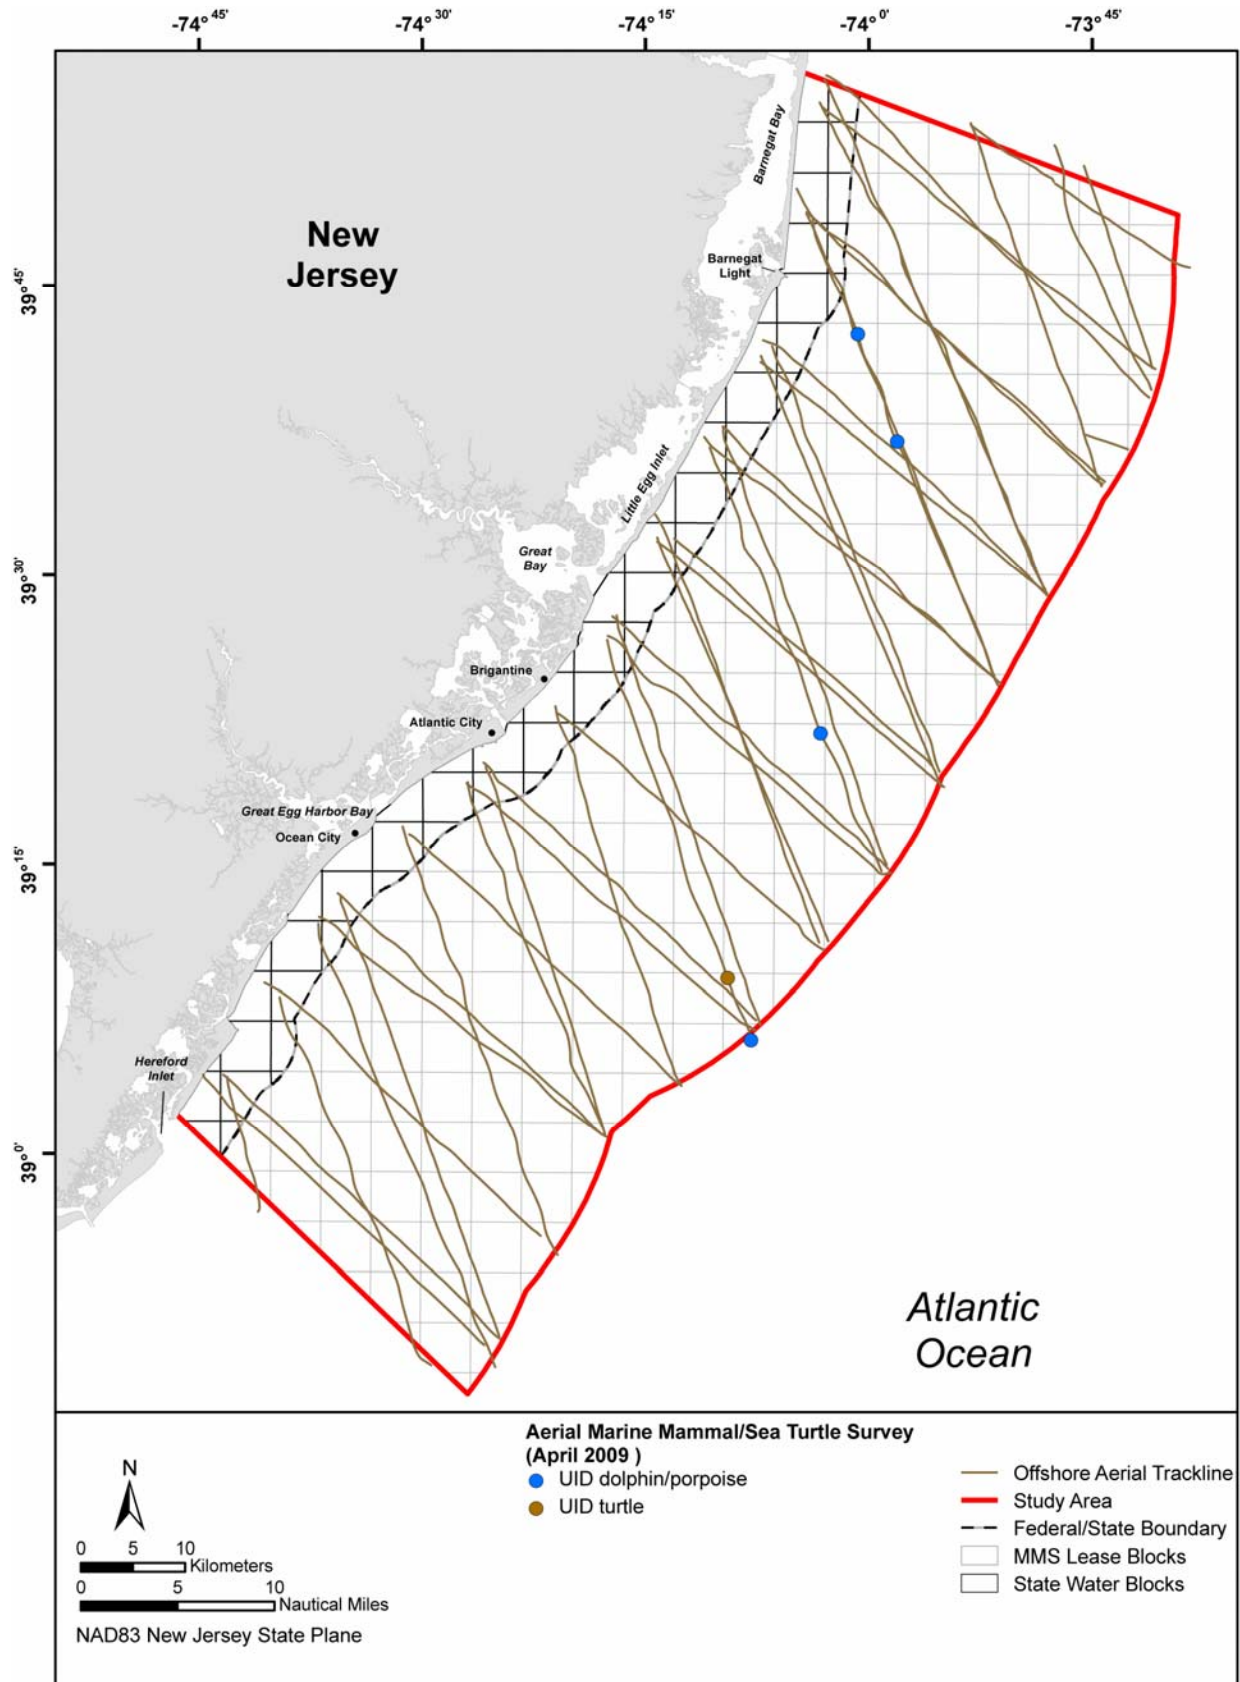 -74° 45'
-74° 30'
-74° 15'
-74° 0'
-73° 45'
39° 45'
39° 30'
39° 15'
39° 0'
New
Jersey
Barnegat Bay
Barnegat
Light
Little Egg Inlet
Great
Bay
Brigantine
Atlantic City
Great Egg Harbor Bay
Ocean City
Hereford
Inlet
Atlantic
Ocean
N
0 5 10
Kilometers
0 5 10
Nautical Miles
NAD83 New Jersey State Plane
Aerial Marine Mammal/Sea Turtle Survey
(April 2009 )
UID dolphin/porpoise
UID turtle
Offshore Aerial Trackline
Study Area
Federal/State Boundary
MMS Lease Blocks
State Water Blocks